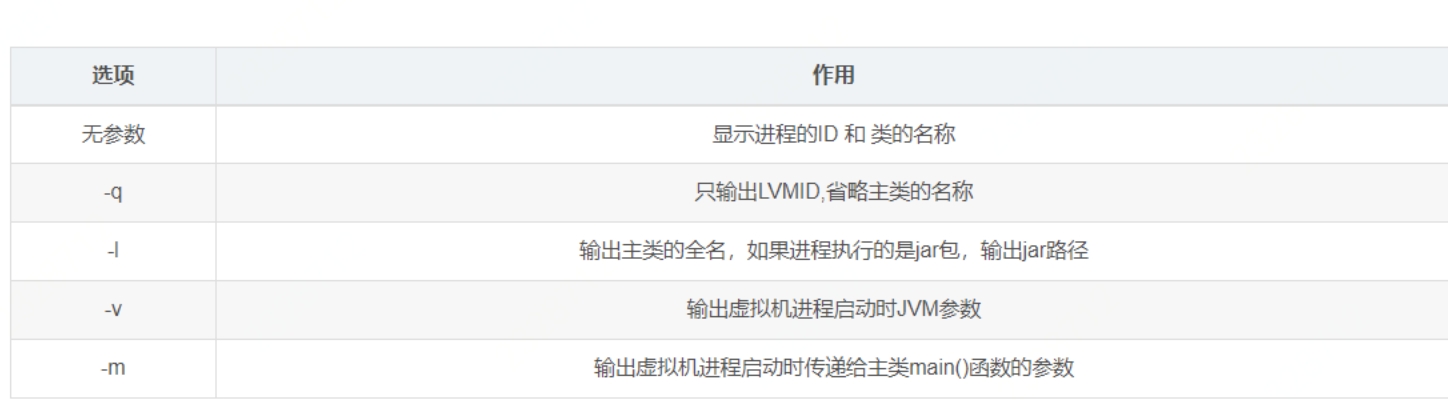 选项 作用
无参数 显示进程的ID 和 类的名称
-q 只输出LVMID,省略主类的名称
-l 输出主类的全名，如果进程执行的是jar包，输出jar路径
-v 输出虚拟机进程启动时JVM参数
-m 输出虚拟机进程启动时传递给主类main()函数的参数